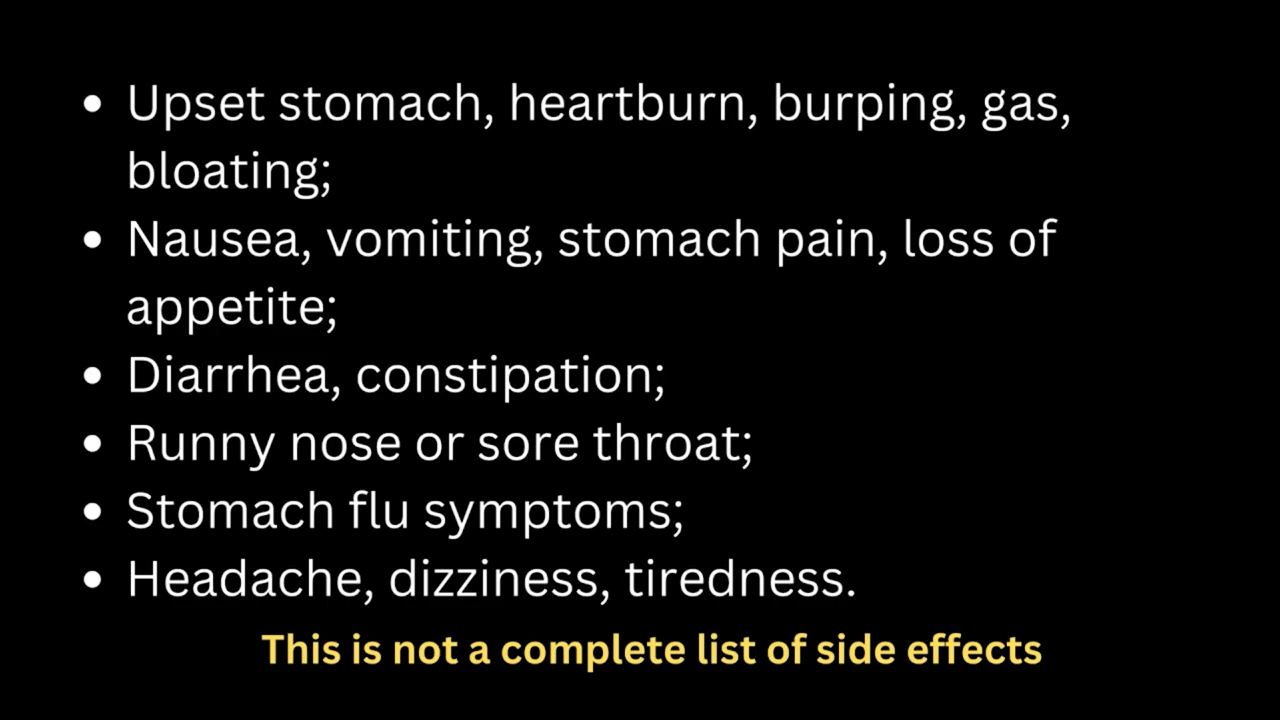 • Upset stomach, heartburn, burping, gas,
bloating;
• Nausea, vomiting, stomach pain, loss of
appetite;
• Diarrhea, constipation;
• Runny nose or sore throat;
• Stomach flu symptoms;
• Headache, dizziness, tiredness.
This is not a complete list of side effects